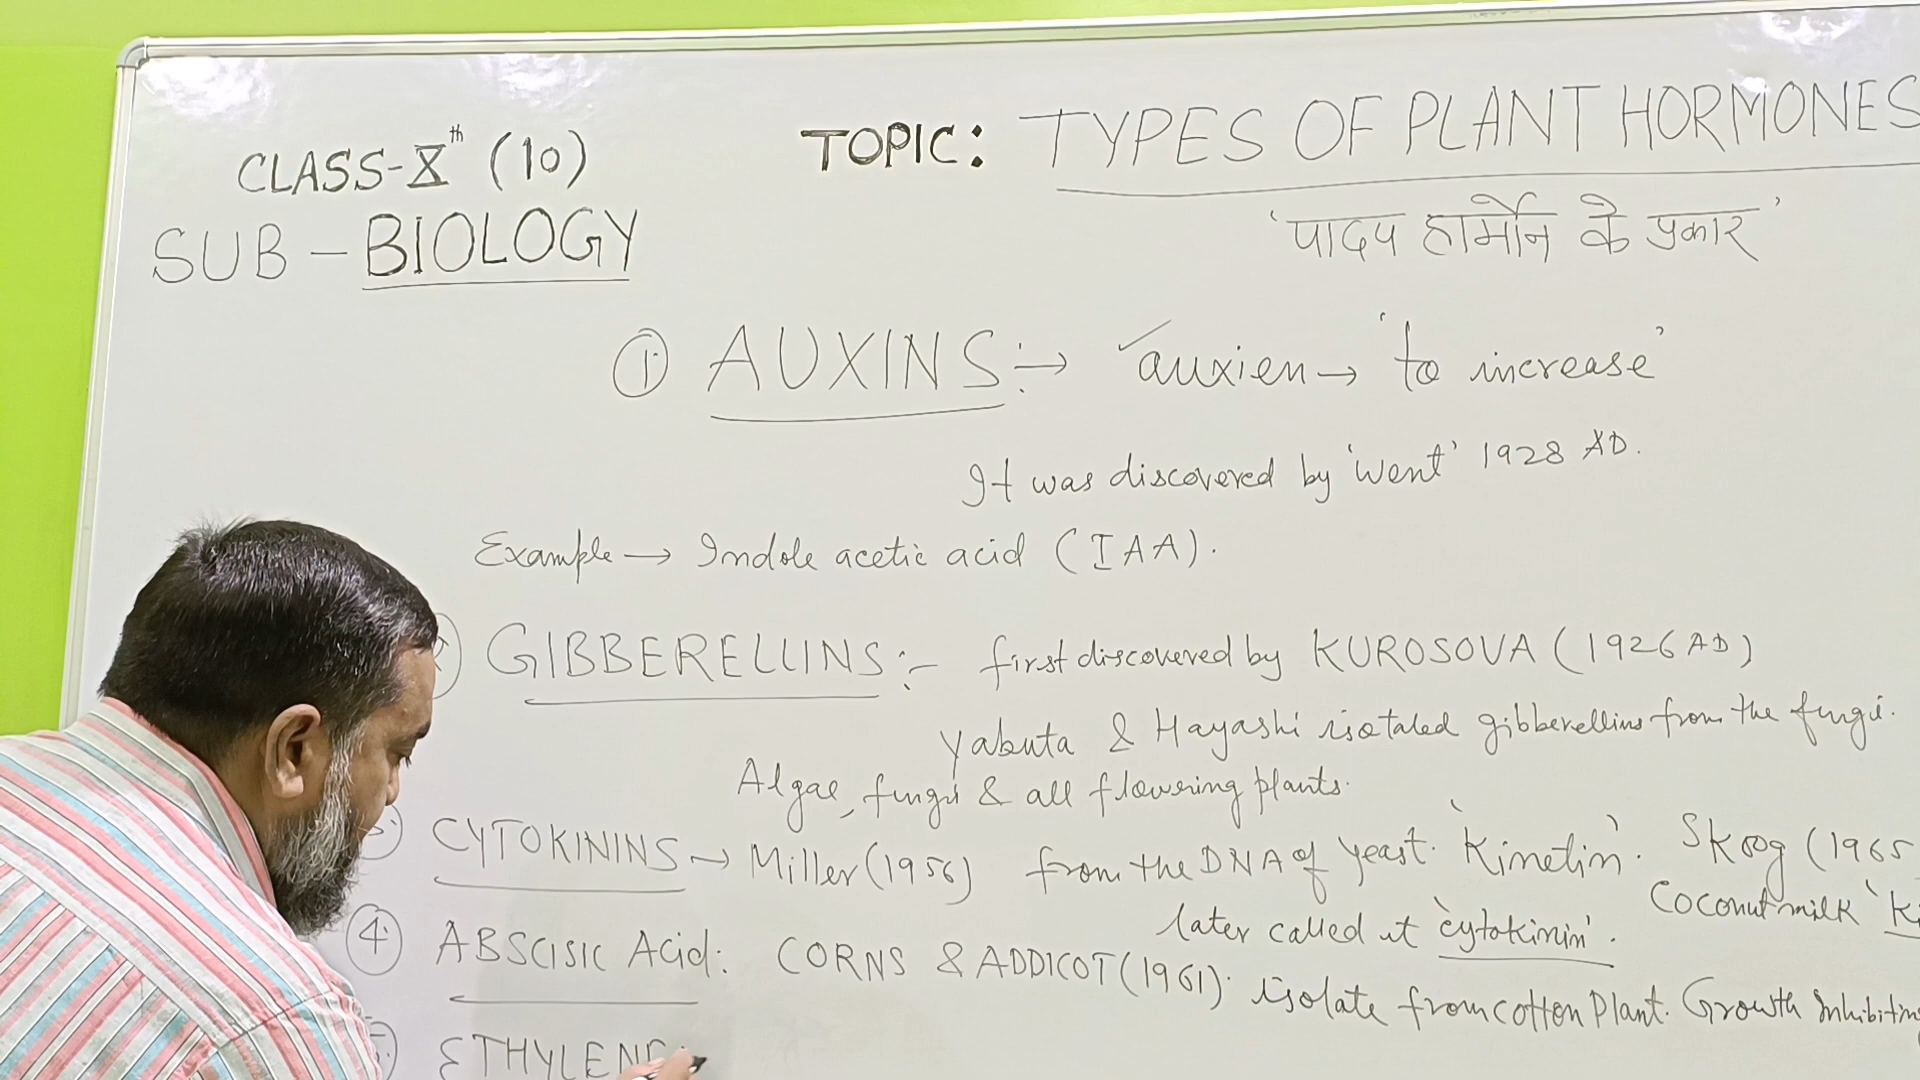 CLASS-Xth (10)
TOPIC: TYPES OF PLANT HORMONES
SUB - BIOLOGY
'पादप हार्मोन के प्रकार'
① AUXINS :→ auxien → 'to increase'
It was discovered by 'Went' 1928 AD.
Example → Indole acetic acid (IAA).
GIBBERELLINS :- first discovered by KUROSOVA (1926 AD)
Yabuta & Hayashi isotaled gibberellins from the fungi.
Algae, fungi & all flowering plants.
CYTOKININS → Miller (1956) from the DNA of yeast. 'Kinetin'. Skoog (1965
Coconut milk
later called it 'cytokinin'.
④ ABSCISIC Acid: CORNS & ADDICOT (1961). isolate from cotton Plant. Growth
ETHYLENE